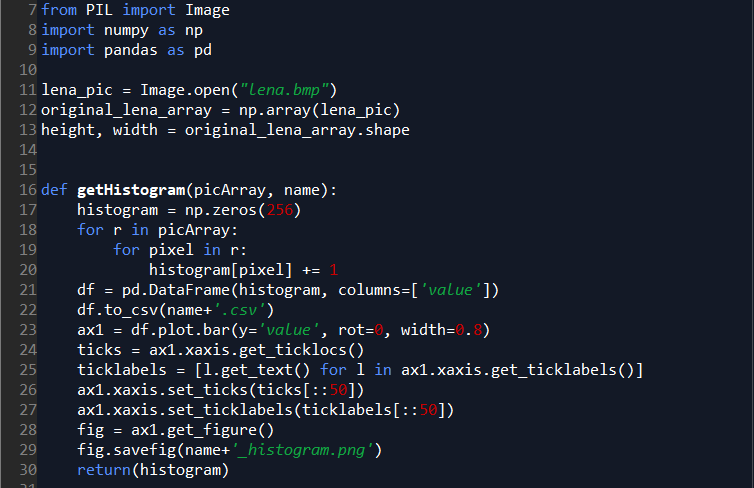 7 from PIL import Image
8 import numpy as np
9 import pandas as pd
10
11 lena_pic = Image.open("lena.bmp")
12 original_lena_array = np.array(lena_pic)
13 height, width = original_lena_array.shape
14
15
16 def getHistogram(picArray, name):
17     histogram = np.zeros(256)
18     for r in picArray:
19         for pixel in r:
20             histogram[pixel] += 1
21     df = pd.DataFrame(histogram, columns=['value'])
22     df.to_csv(name+'.csv')
23     ax1 = df.plot.bar(y='value', rot=0, width=0.8)
24     ticks = ax1.xaxis.get_ticklocs()
25     ticklabels = [l.get_text() for l in ax1.xaxis.get_ticklabels()]
26     ax1.xaxis.set_ticks(ticks[::50])
27     ax1.xaxis.set_ticklabels(ticklabels[::50])
28     fig = ax1.get_figure()
29     fig.savefig(name+'_histogram.png')
30     return(histogram)